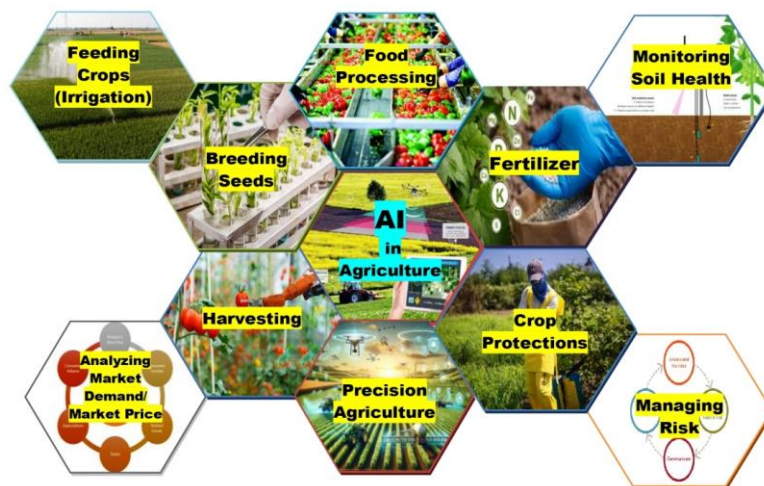 Feeding
Crops
(Irrigation)
Food
Processing
Monitoring
Soil Health
Breeding
Seeds
Fertilizer
N
P
K
AI
in
Agriculture
Harvesting
Crop
Protections
Analyzing
Market
Demand/
Market Price
Precision
Agriculture
Managing
Risk